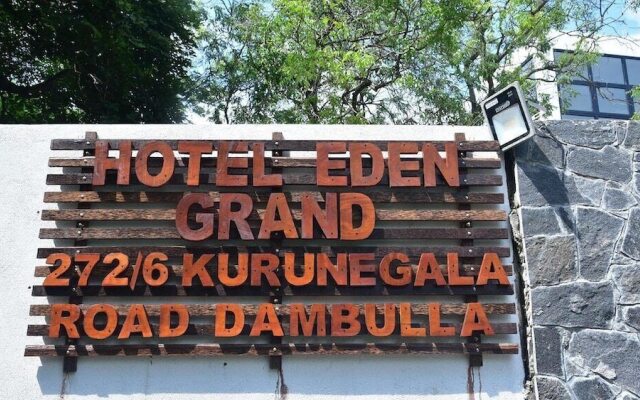 HOTEL EDEN
GRAND
272/6 KURUNEGALA
ROAD DAMBULLA